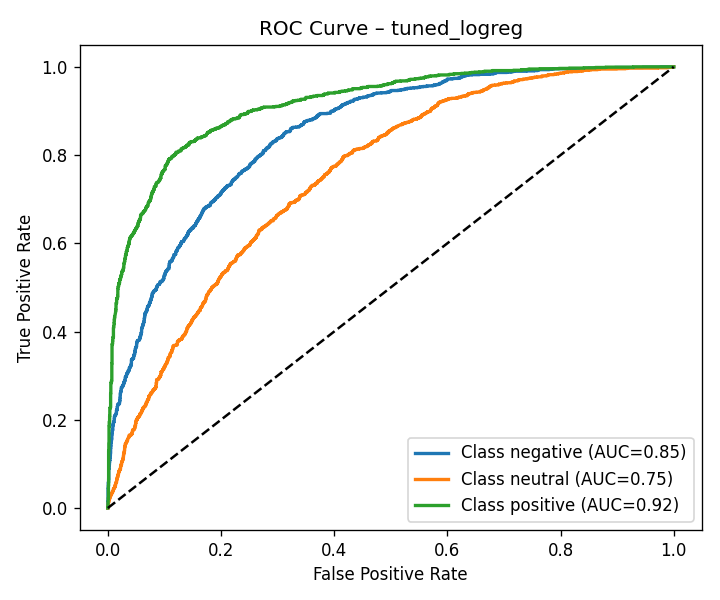 ROC Curve – tuned_logreg
True Positive Rate
1.0
0.8
0.6
0.4
0.2
0.0
Class negative (AUC=0.85)
Class neutral (AUC=0.75)
Class positive (AUC=0.92)
0.0 0.2 0.4 0.6 0.8 1.0
False Positive Rate